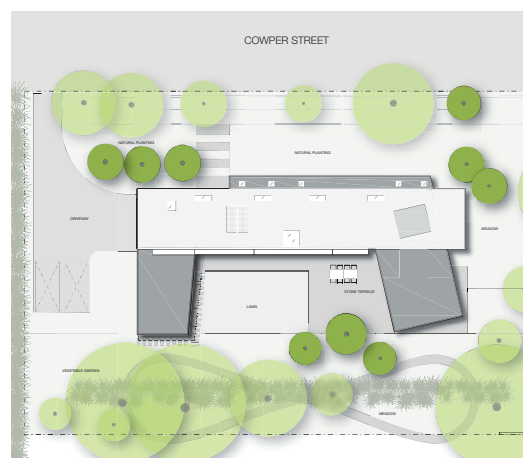 COWPER STREET
NATURAL PLANTING
NATURAL PLANTING
DRIVEWAY
MEADOW
STONE TERRACE
LAWN
VEGETABLE GARDEN
MEADOW